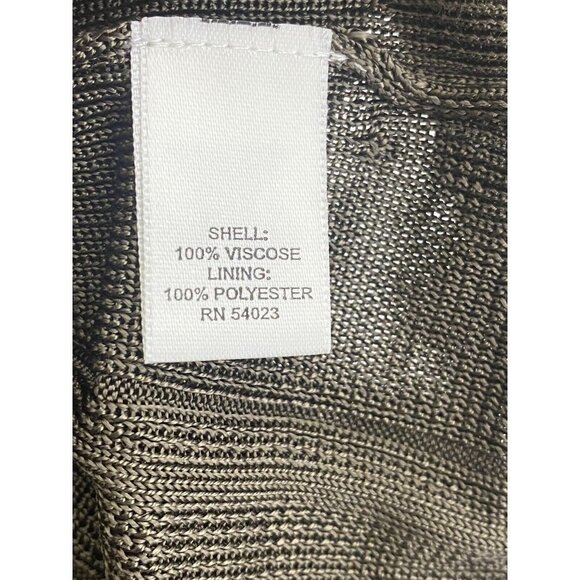 SHELL:
100% VISCOSE
LINING:
100% POLYESTER
RN 54023